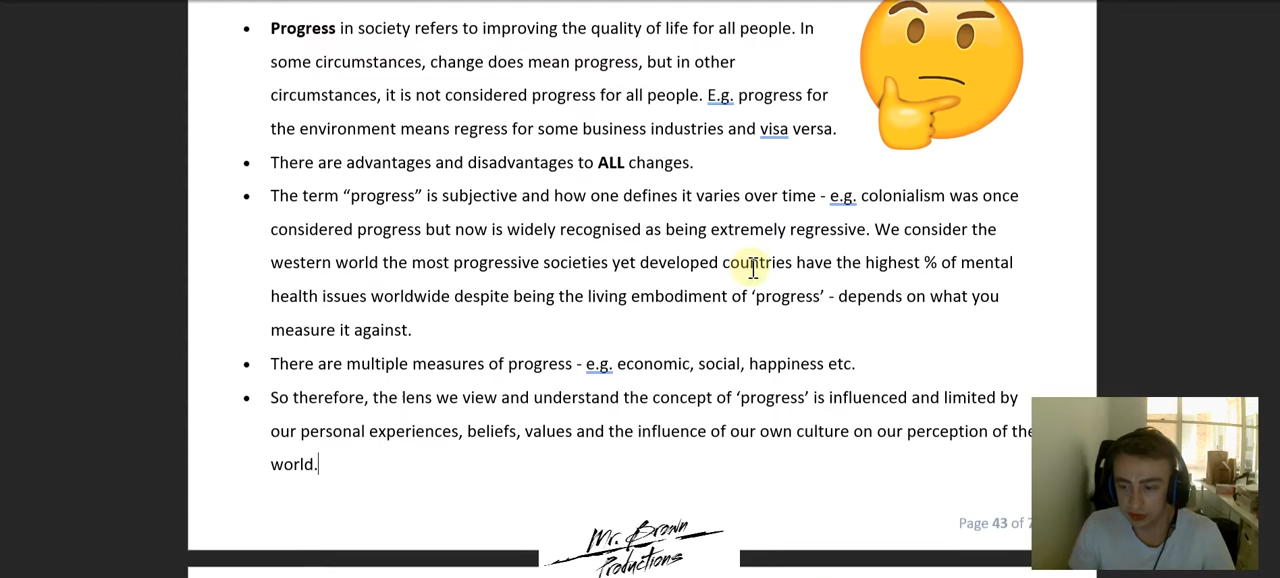 Progress in society refers to improving the quality of life for all people. In
some circumstances, change does mean progress, but in other
circumstances, it is not considered progress for all people. E.g. progress for
the environment means regress for some business industries and visa versa.
There are advantages and disadvantages to ALL changes.
The term “progress” is subjective and how one defines it varies over time - e.g. colonialism was once
considered progress but now is widely recognised as being extremely regressive. We consider the
western world the most progressive societies yet developed countries have the highest % of mental
health issues worldwide despite being the living embodiment of ‘progress’ - depends on what you
measure it against.
There are multiple measures of progress - e.g. economic, social, happiness etc.
So therefore, the lens we view and understand the concept of ‘progress’ is influenced and limited by
our personal experiences, beliefs, values and the influence of our own culture on our perception of the
world.
Page 43 of
Mr. Brown
Productions